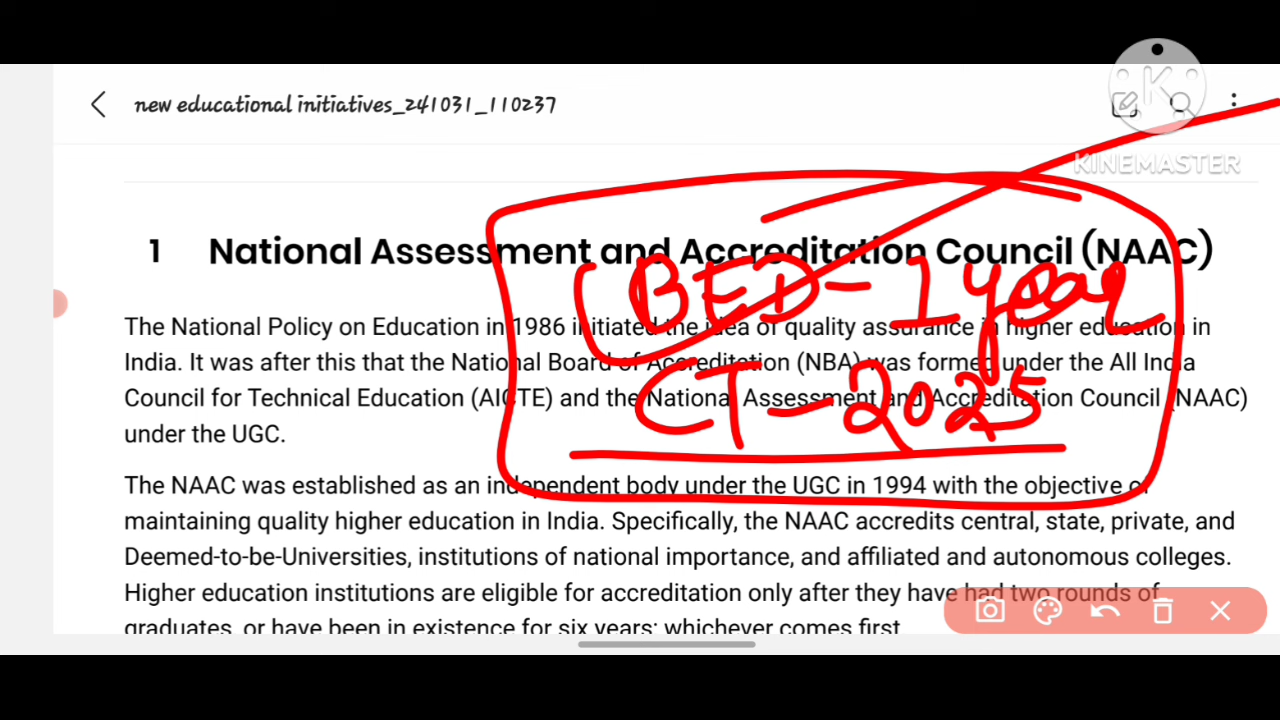 new educational initiatives_241031_110237
KINEMASTER
1 National Assessment and Accreditation Council (NAAC)
BED - 1 year
The National Policy on Education in 1986 initiated the idea of quality assurance in higher education in
India. It was after this that the National Board of Accreditation (NBA) was formed under the All India
CT - 2025
Council for Technical Education (AICTE) and the National Assessment and Accreditation Council (NAAC)
under the UGC.
The NAAC was established as an independent body under the UGC in 1994 with the objective of
maintaining quality higher education in India. Specifically, the NAAC accredits central, state, private, and
Deemed-to-be-Universities, institutions of national importance, and affiliated and autonomous colleges.
Higher education institutions are eligible for accreditation only after they have had two rounds of
graduates, or have been in existence for six years; whichever comes first